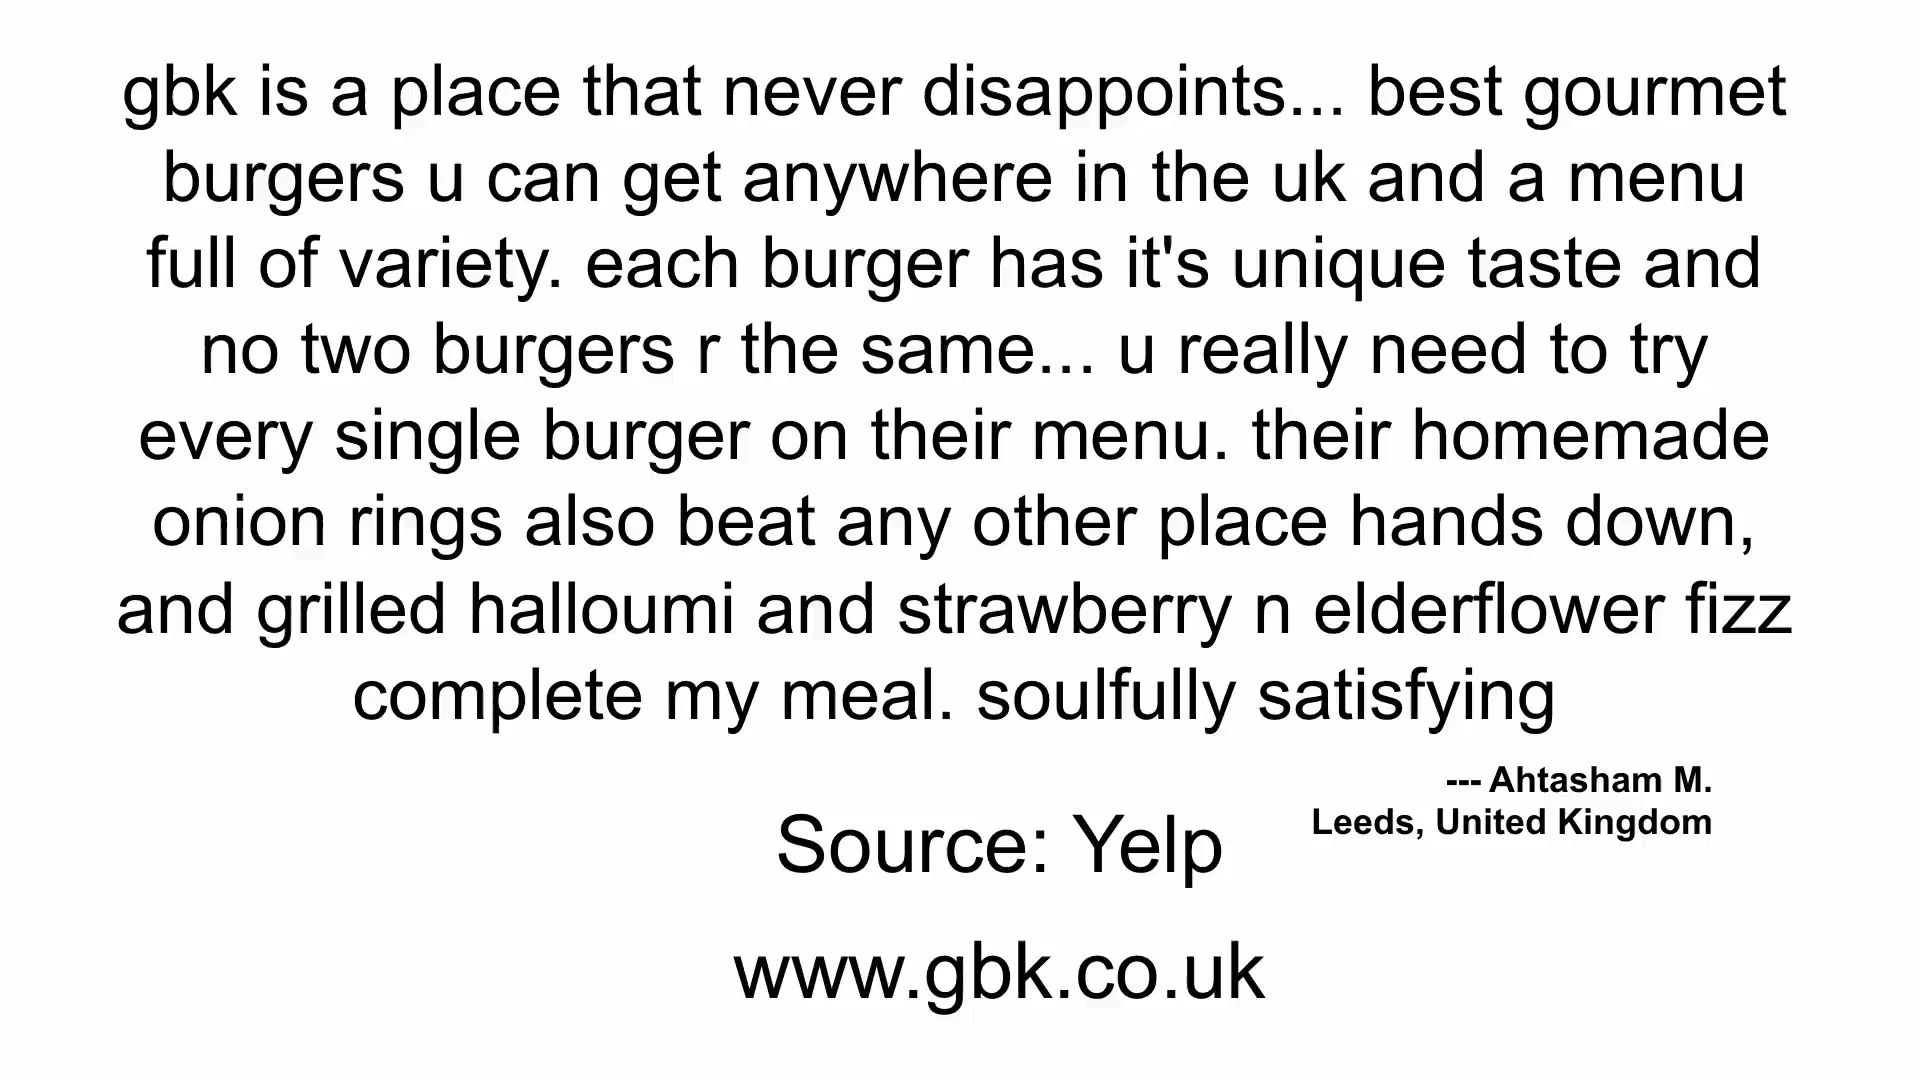 gbk is a place that never disappoints... best gourmet
burgers u can get anywhere in the uk and a menu
full of variety. each burger has it's unique taste and
no two burgers r the same... u really need to try
every single burger on their menu. their homemade
onion rings also beat any other place hands down,
and grilled halloumi and strawberry n elderflower fizz
complete my meal. soulfully satisfying
--- Ahtasham M.
Leeds, United Kingdom
Source: Yelp
www.gbk.co.uk